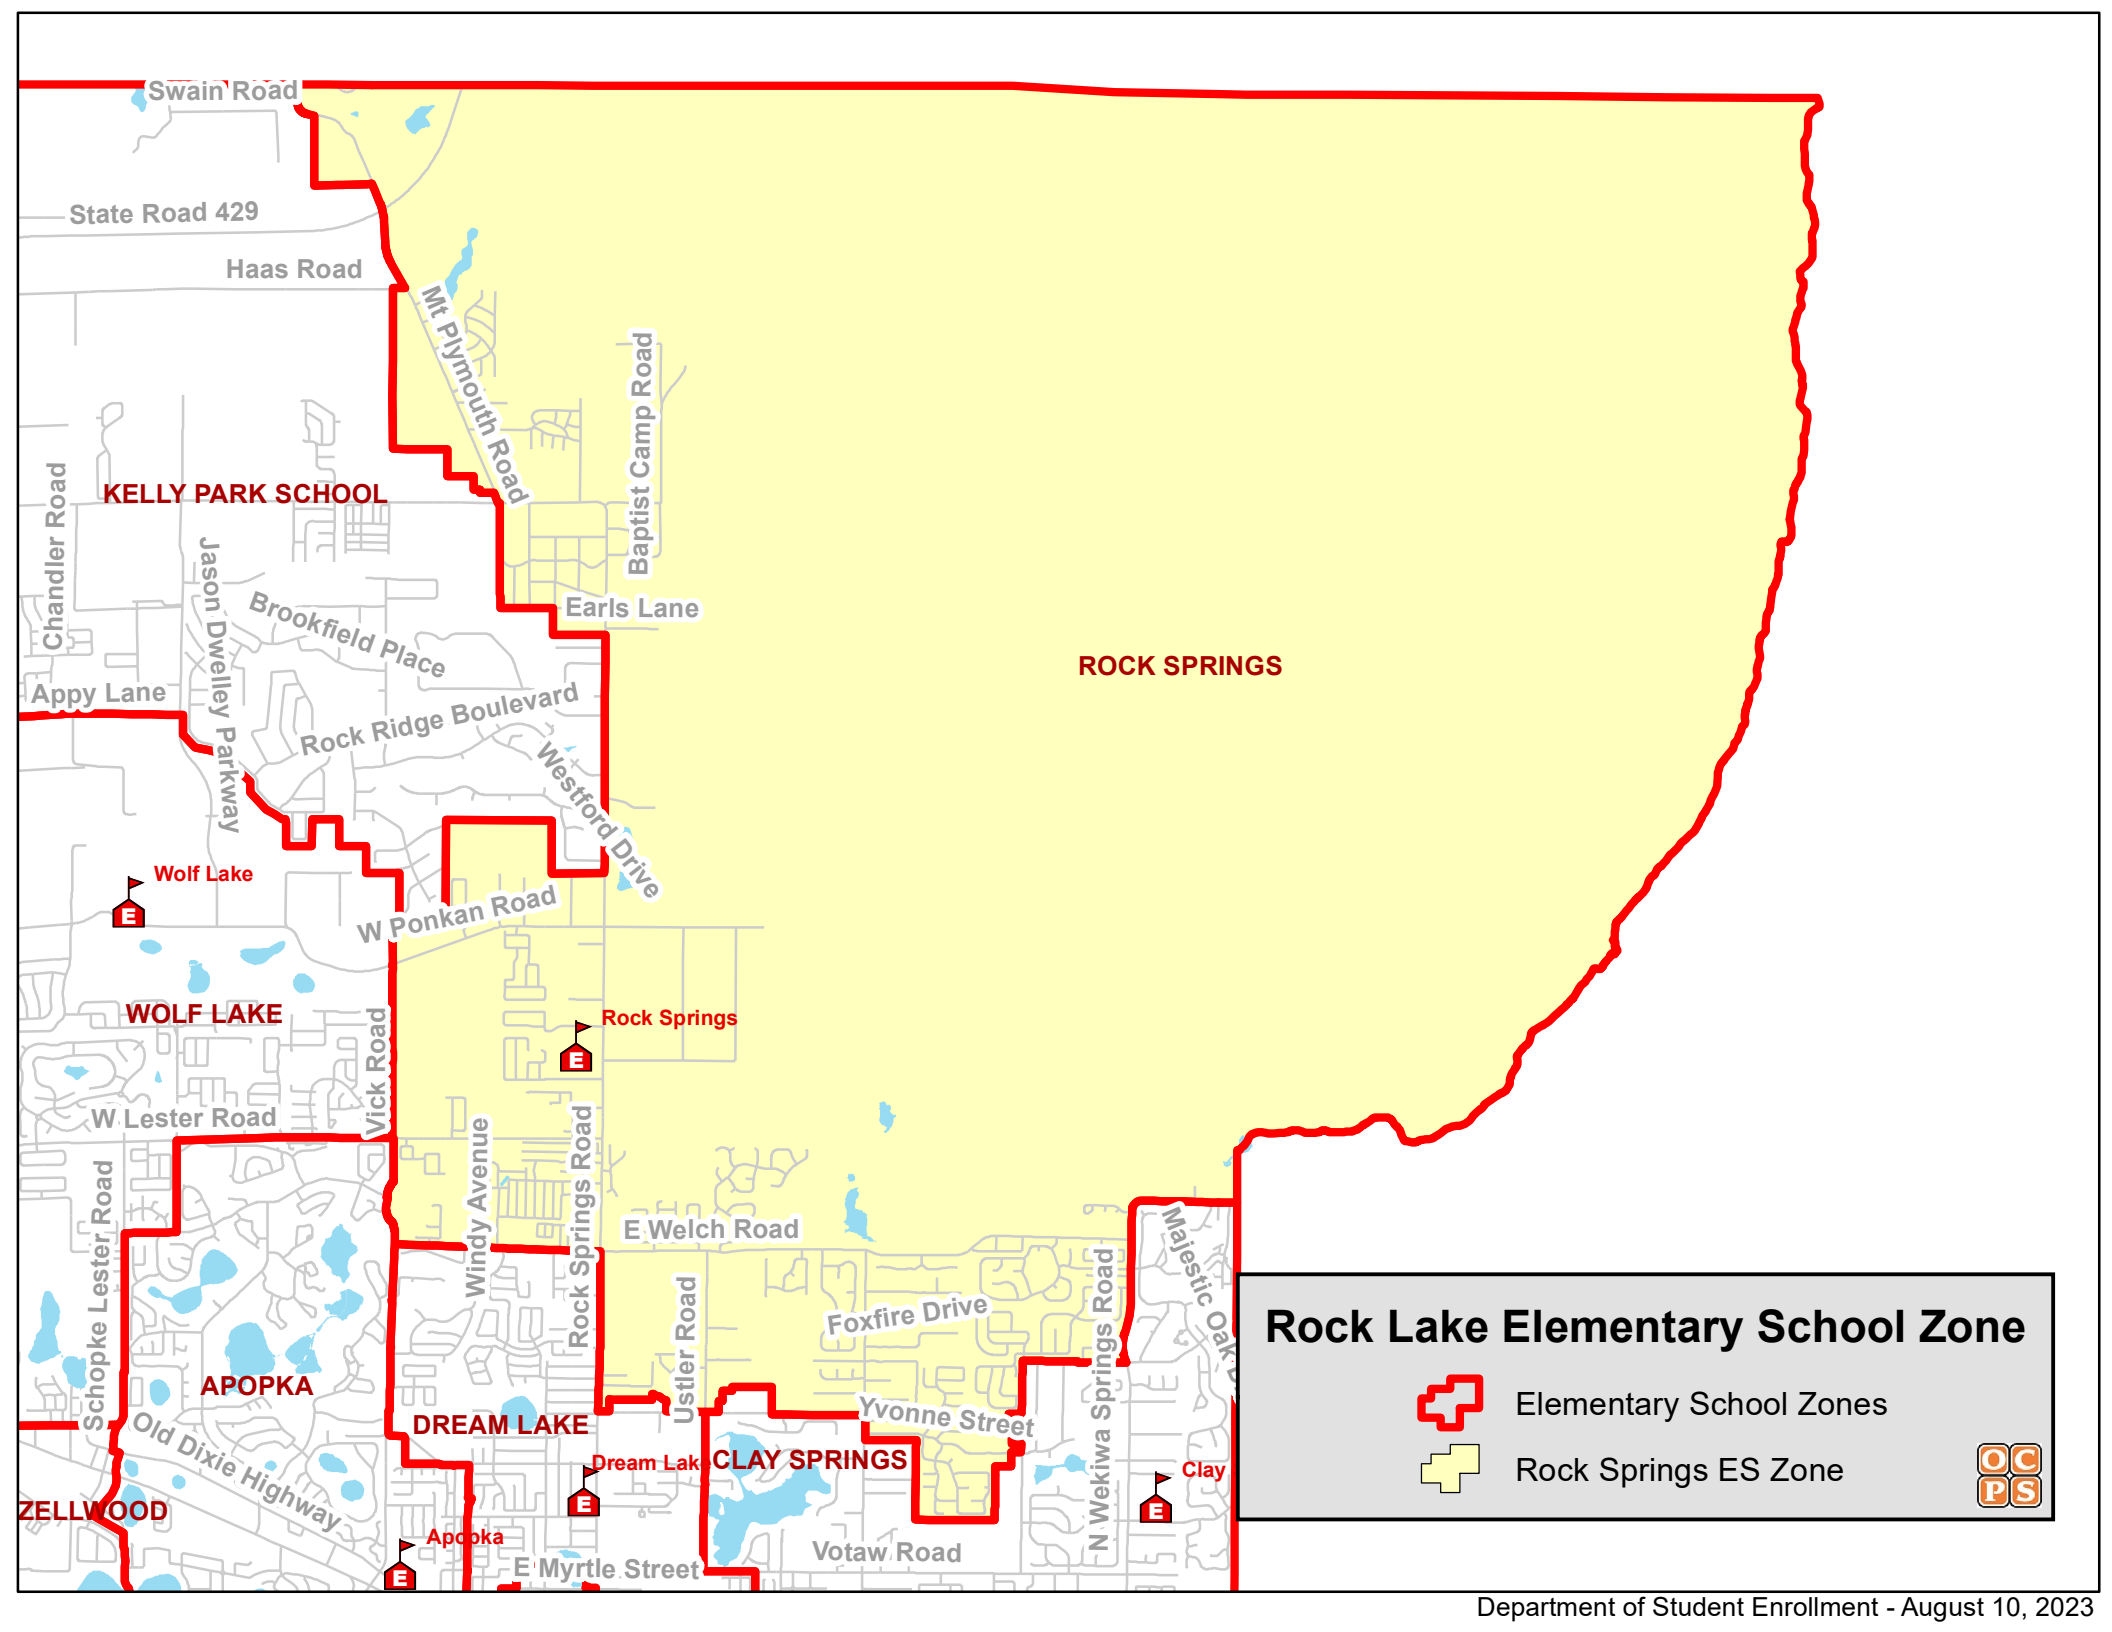 Swain Road
State Road 429
Haas Road
Mt Plymouth Road
Baptist Camp Road
Chandler Road
KELLY PARK SCHOOL
Jason Dwelley Parkway
Brookfield Place
Earls Lane
ROCK SPRINGS
Appy Lane
Rock Ridge Boulevard
Westford Drive
Wolf Lake
E
W Ponkan Road
WOLF LAKE
Rock Springs
E
Vick Road
W Lester Road
Windy Avenue
Rock Springs Road
Schopke Lester Road
E Welch Road
Majestic Oak D
Ustler Road
Foxfire Drive
N Wekiwa Springs Road
APOPKA
Yvonne Street
DREAM LAKE
Old Dixie Highway
Dream Lake
E
CLAY SPRINGS
Clay
E
ZELLWOOD
Apopka
E
E Myrtle Street
Votaw Road
Rock Lake Elementary School Zone
Elementary School Zones
Rock Springs ES Zone
OC
PS
Department of Student Enrollment - August 10, 2023